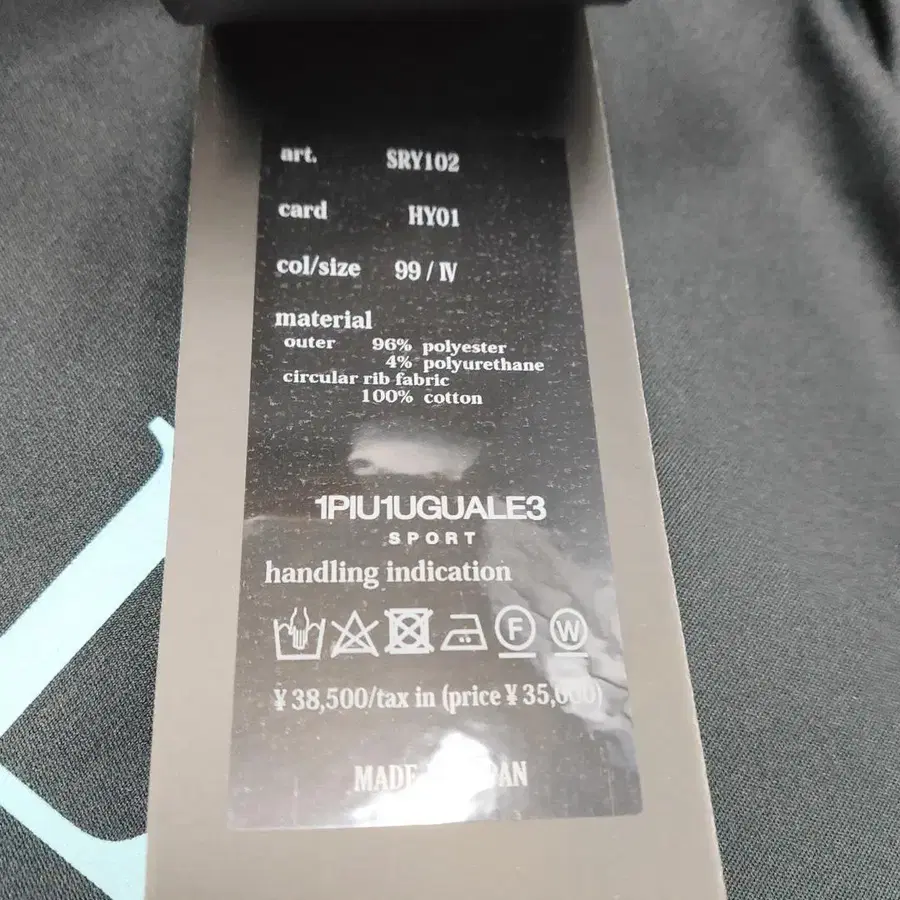 art. SRY102
card HY01
col/size 99 / IV
material
outer 96% polyester
4% polyurethane
circular rib fabric
100% cotton
1PIU1UGUALE3
SPORT
handling indication
F W
¥ 38,500/tax in (price ¥ 35,000)
MADE